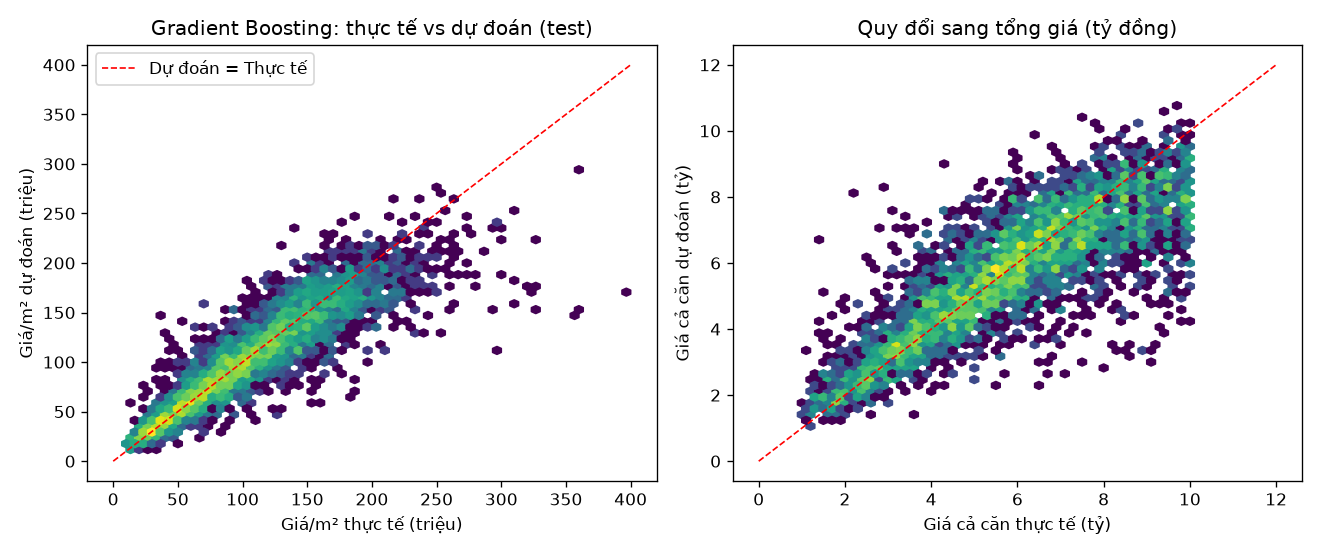 Gradient Boosting: thực tế vs dự đoán (test)
Dự đoán = Thực tế
400
350
300
250
200
150
100
50
0
Giá/m² dự đoán (triệu)
0 50 100 150 200 250 300 350 400
Giá/m² thực tế (triệu)
Quy đổi sang tổng giá (tỷ đồng)
12
10
8
6
4
2
0
Giá cả căn dự đoán (tỷ)
0 2 4 6 8 10 12
Giá cả căn thực tế (tỷ)